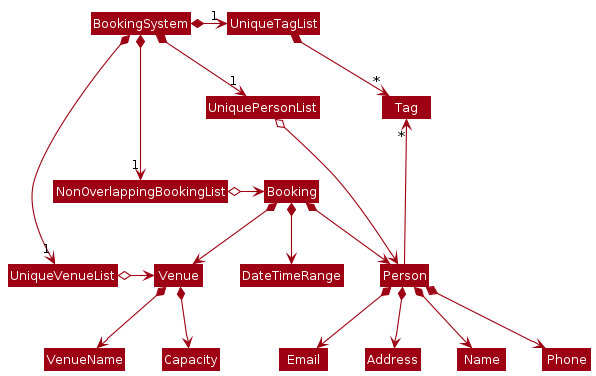 BookingSystem
1
UniqueTagList
1
*
UniquePersonList
Tag
*
1
NonOverlappingBookingList
Booking
1
UniqueVenueList
Venue
DateTimeRange
Person
VenueName
Capacity
Email
Address
Name
Phone